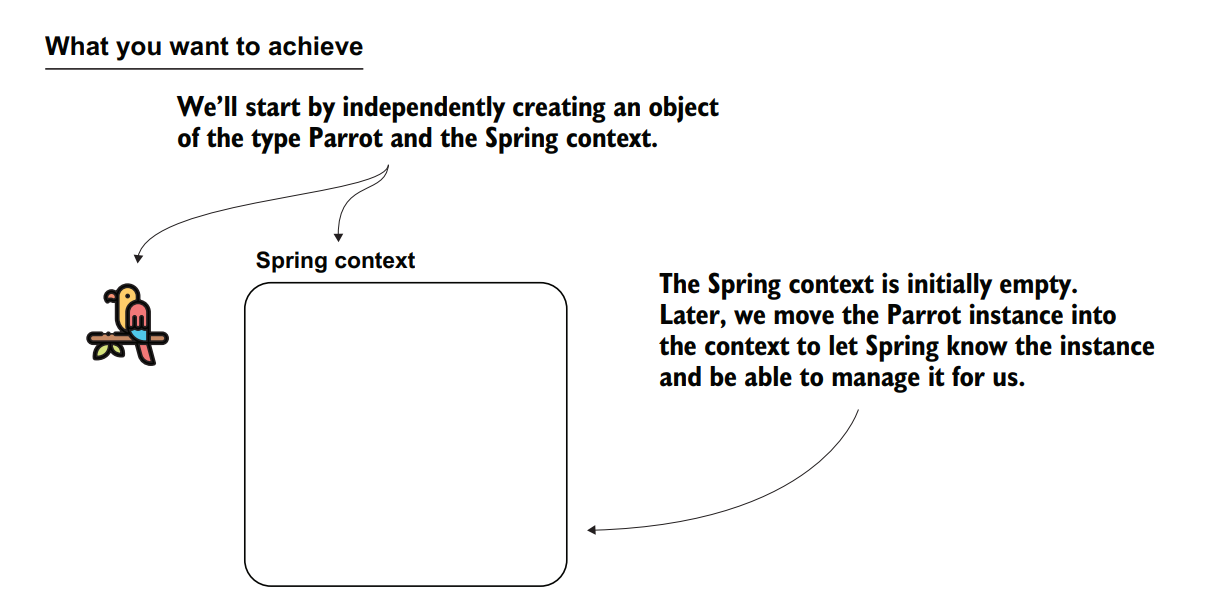 What you want to achieve
We’ll start by independently creating an object
of the type Parrot and the Spring context.
Spring context
The Spring context is initially empty.
Later, we move the Parrot instance into
the context to let Spring know the instance
and be able to manage it for us.